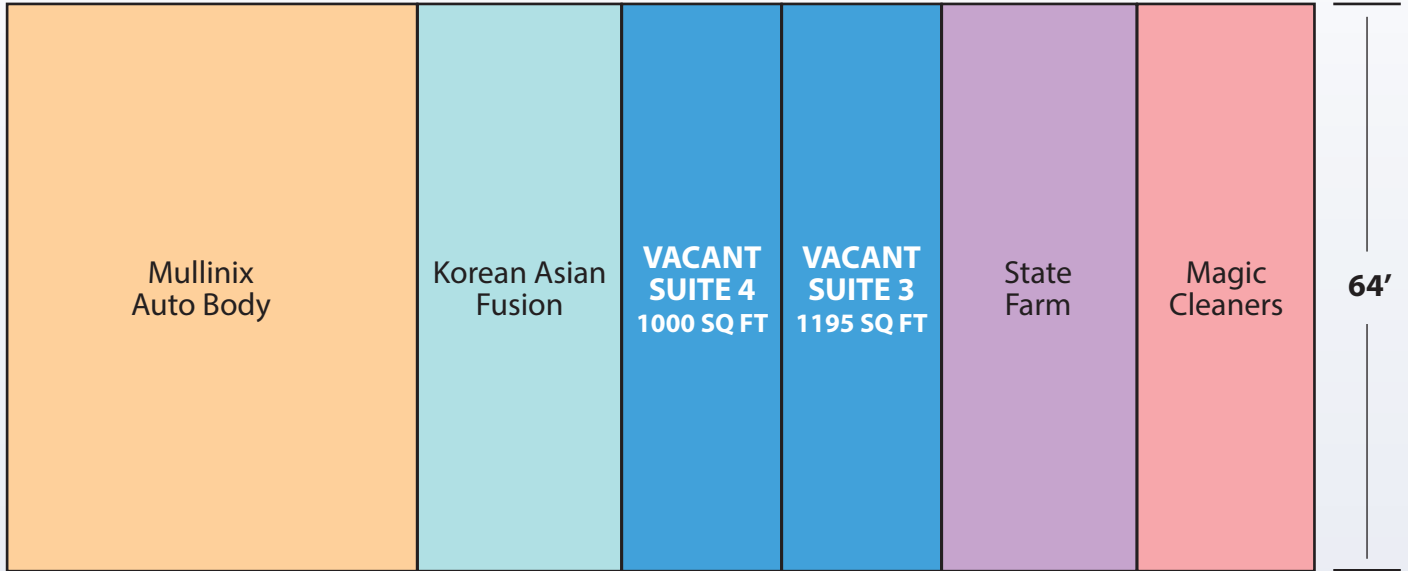 Mullinix
Auto Body
Korean Asian
Fusion
VACANT
SUITE 4
1000 SQ FT
VACANT
SUITE 3
1195 SQ FT
State
Farm
Magic
Cleaners
64’